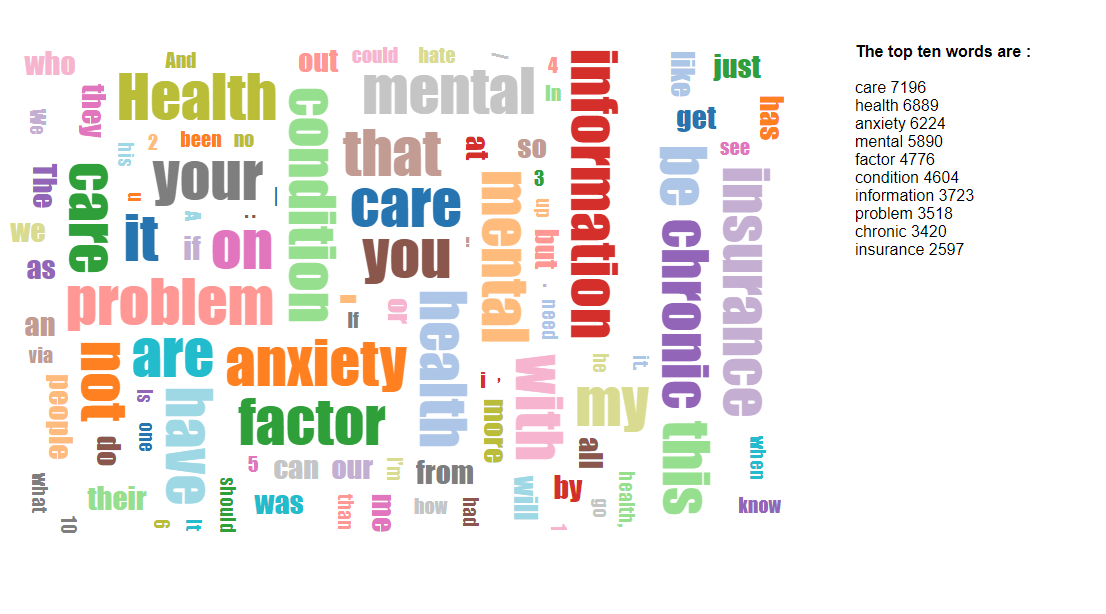 who
And
out
could
hate
4
In
like
just
they
Health
mental
information
has
We
his
2
been
no
condition
that
at
so
get
see
The
care
your
u
|
A
..
care
3
up
mental
be
insurance
we
it
if
on
you
!
but
.
as
problem
health
or
need
chronic
an
via
If
are
anxiety
not
i
,
with
he
it.
my
people
Is
have
factor
more
do
one
5
can
our
I'm
from
all
this
when
what
their
should
was
than
me
how
had
will
by
go
health,
know
10
6
It
1
The top ten words are :
care 7196
health 6889
anxiety 6224
mental 5890
factor 4776
condition 4604
information 3723
problem 3518
chronic 3420
insurance 2597